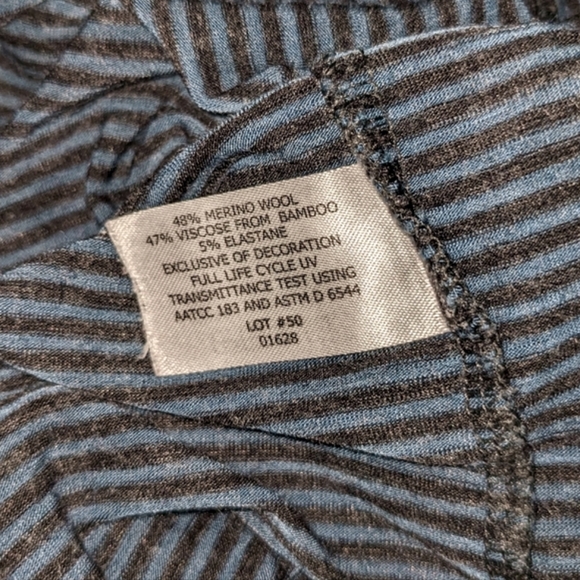 48% MERINO WOOL
47% VISCOSE FROM BAMBOO
5% ELASTANE
EXCLUSIVE OF DECORATION
FULL LIFE CYCLE UV
TRANSMITTANCE TEST USING
AATCC 183 AND ASTM D 6544
LOT #50
01628